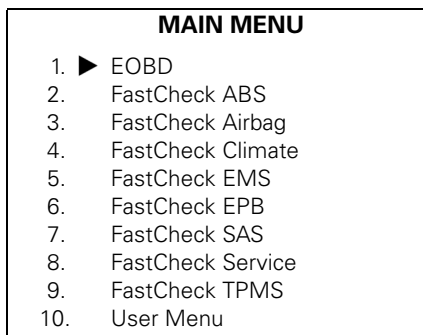 MAIN MENU
1. ▶ EOBD
2. FastCheck ABS
3. FastCheck Airbag
4. FastCheck Climate
5. FastCheck EMS
6. FastCheck EPB
7. FastCheck SAS
8. FastCheck Service
9. FastCheck TPMS
10. User Menu